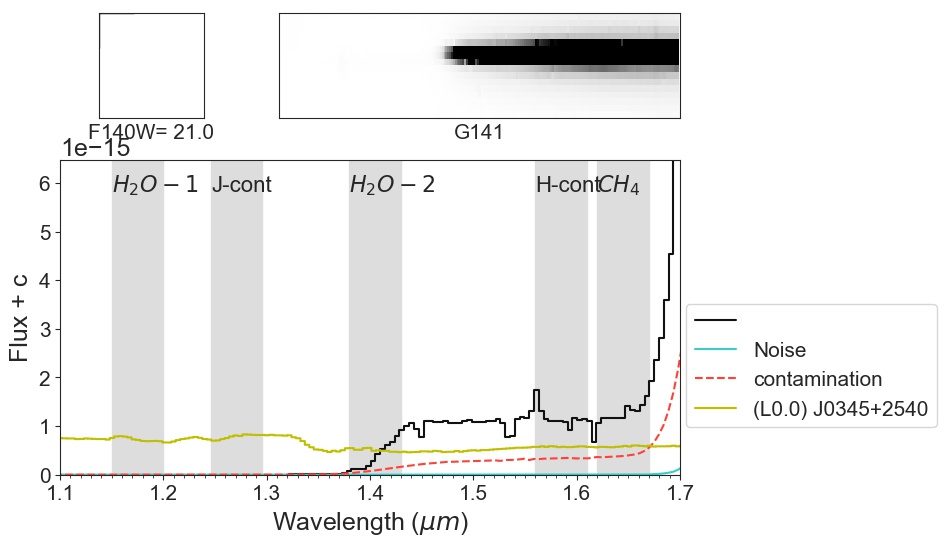 F140W= 21.0
G141
1e−15
H₂O − 1 J-cont H₂O − 2 H-cont CH₄
6
5
4
3
2
1
0
Flux + c
1.1 1.2 1.3 1.4 1.5 1.6 1.7
Wavelength (μm)
Noise
contamination
(L0.0) J0345+2540